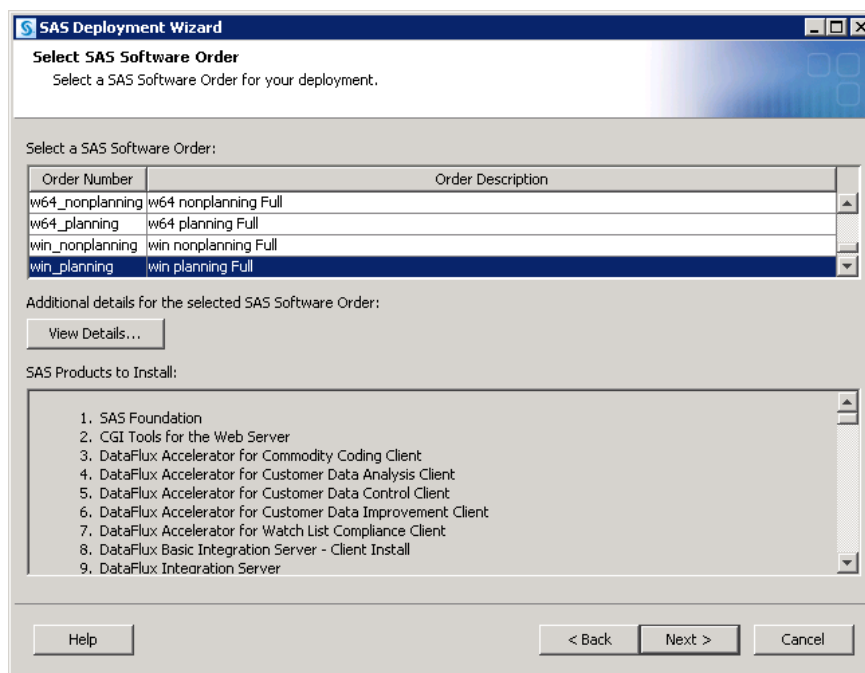 SAS Deployment Wizard
Select SAS Software Order
Select a SAS Software Order for your deployment.
Select a SAS Software Order:
Order Number Order Description
w64_nonplanning w64 nonplanning Full
w64_planning w64 planning Full
win_nonplanning win nonplanning Full
win_planning win planning Full
Additional details for the selected SAS Software Order:
View Details...
SAS Products to Install:
1. SAS Foundation
2. CGI Tools for the Web Server
3. DataFlux Accelerator for Commodity Coding Client
4. DataFlux Accelerator for Customer Data Analysis Client
5. DataFlux Accelerator for Customer Data Control Client
6. DataFlux Accelerator for Customer Data Improvement Client
7. DataFlux Accelerator for Watch List Compliance Client
8. DataFlux Basic Integration Server - Client Install
9. DataFlux Integration Server
Help < Back Next > Cancel